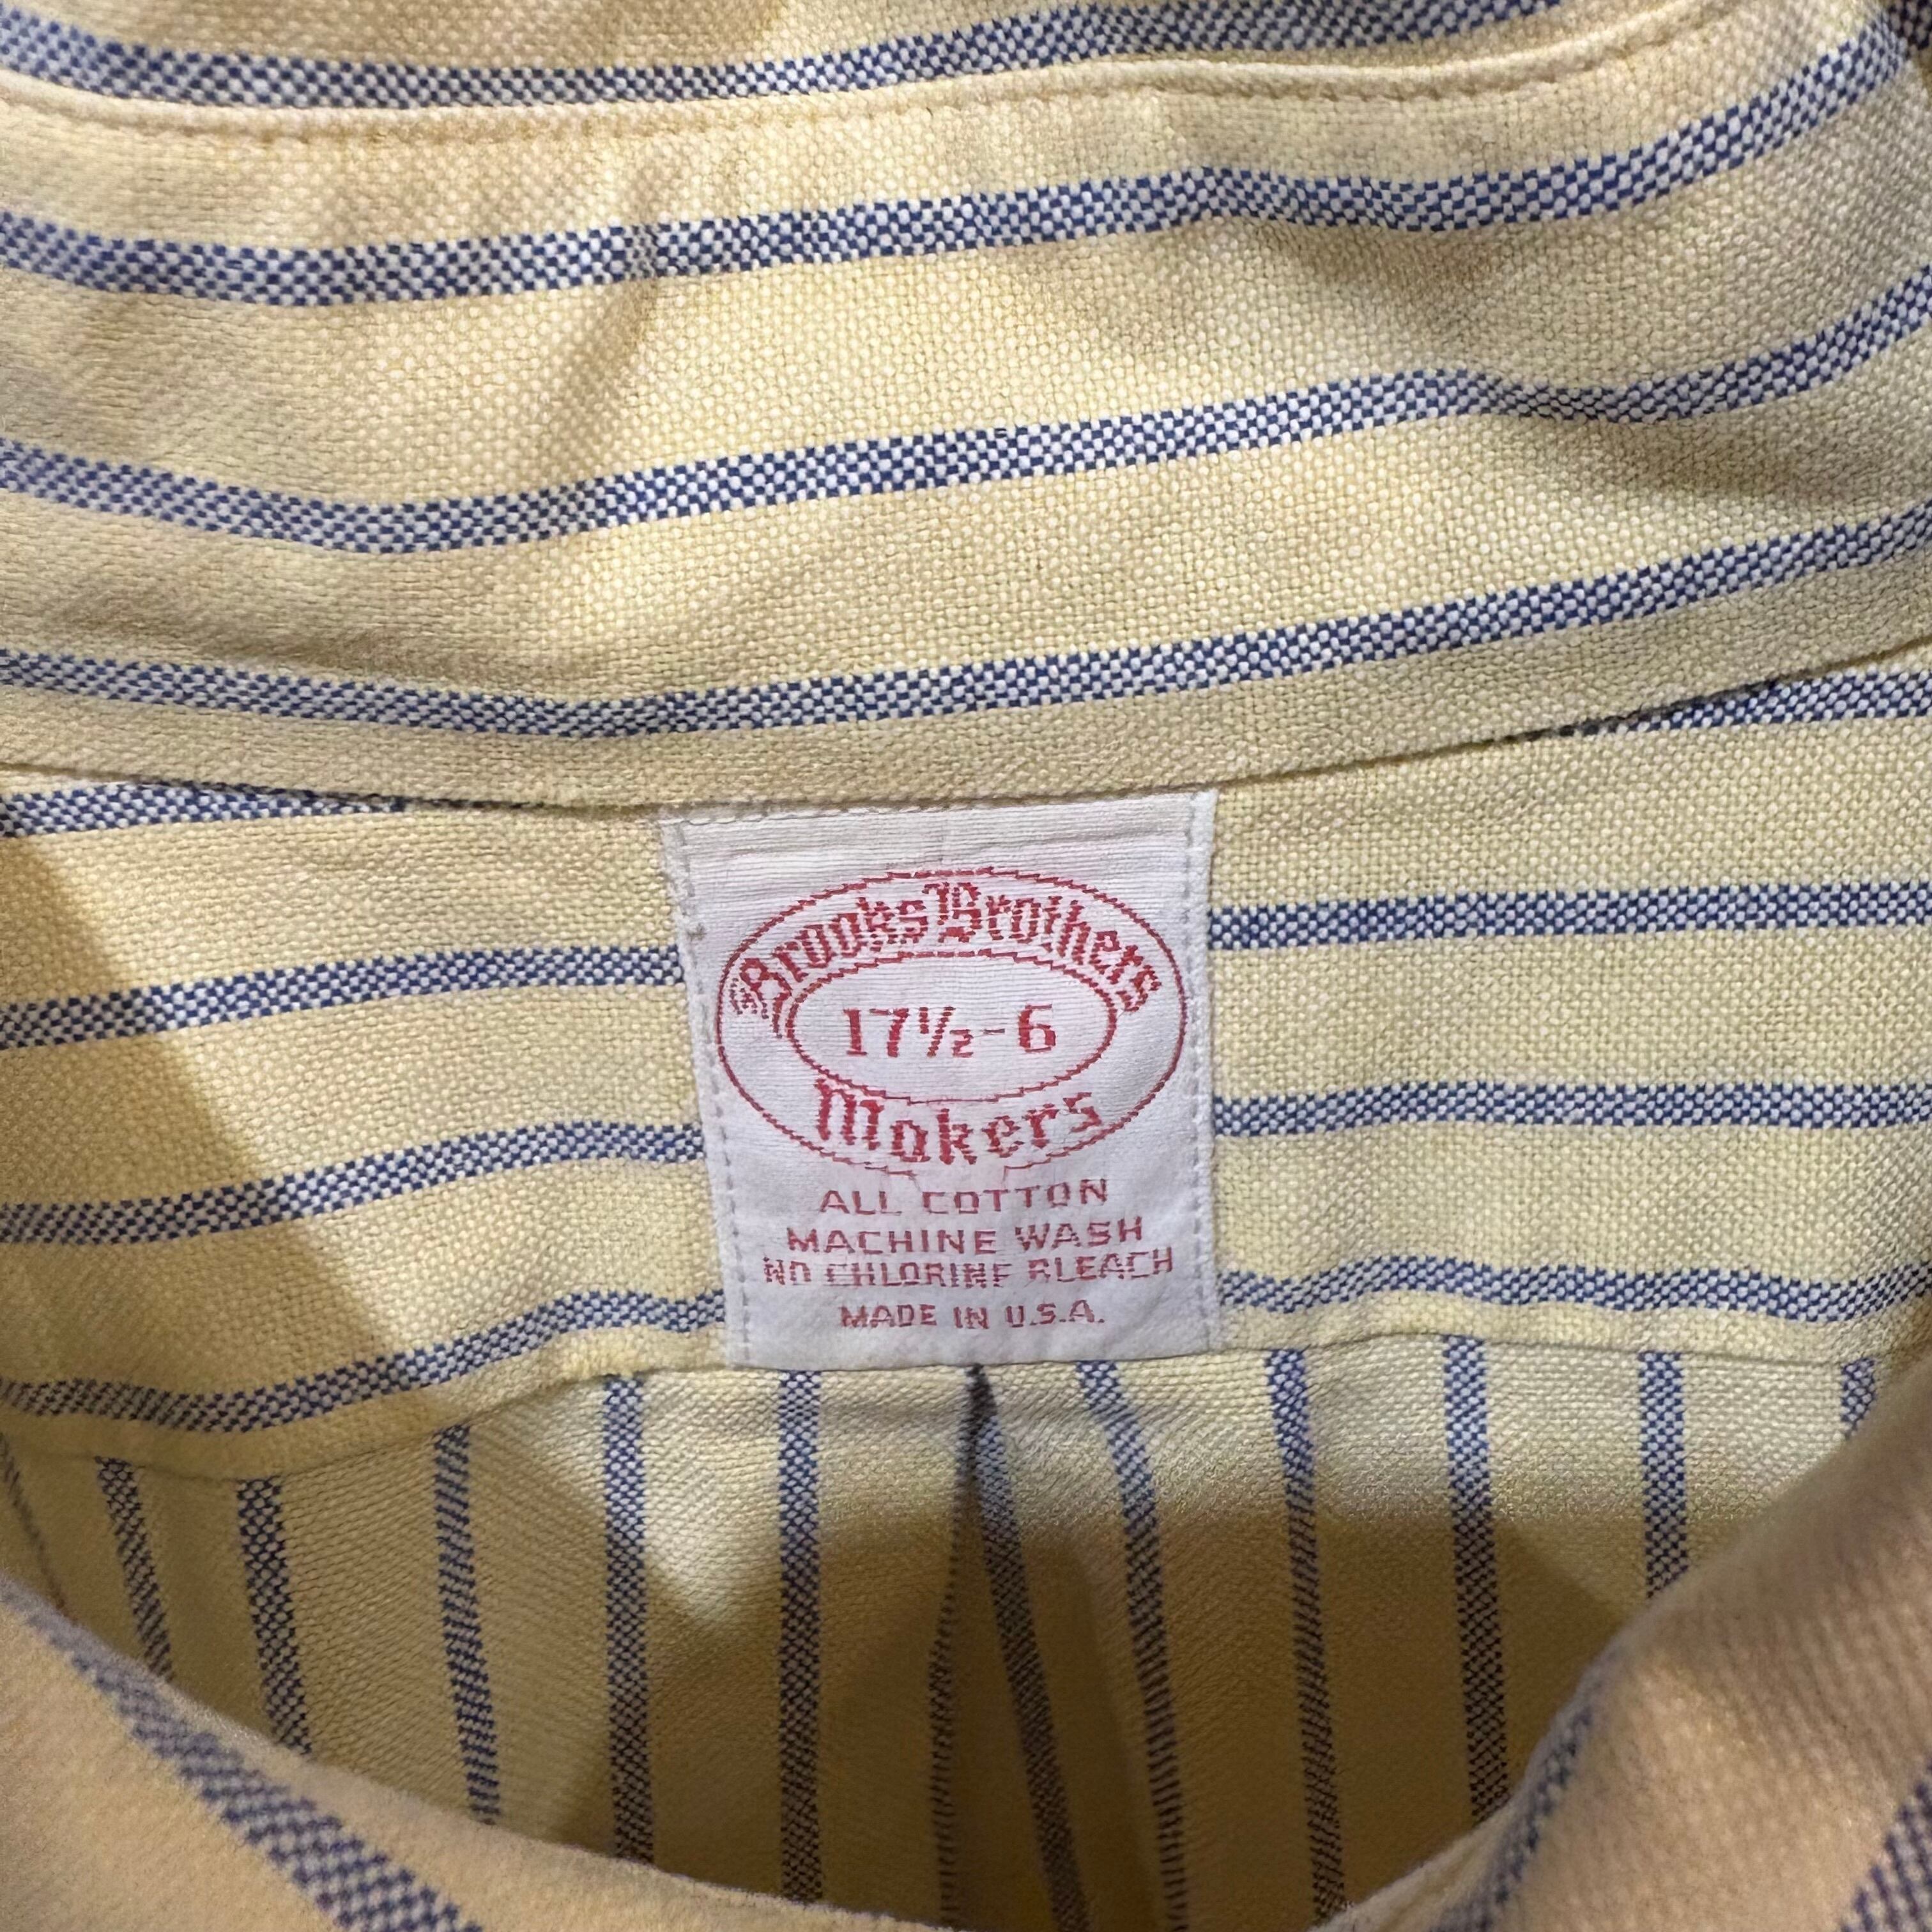 Brooks Brothers
17½-6
Makers
ALL COTTON
MACHINE WASH
NO CHLORINE BLEACH
MADE IN U.S.A.